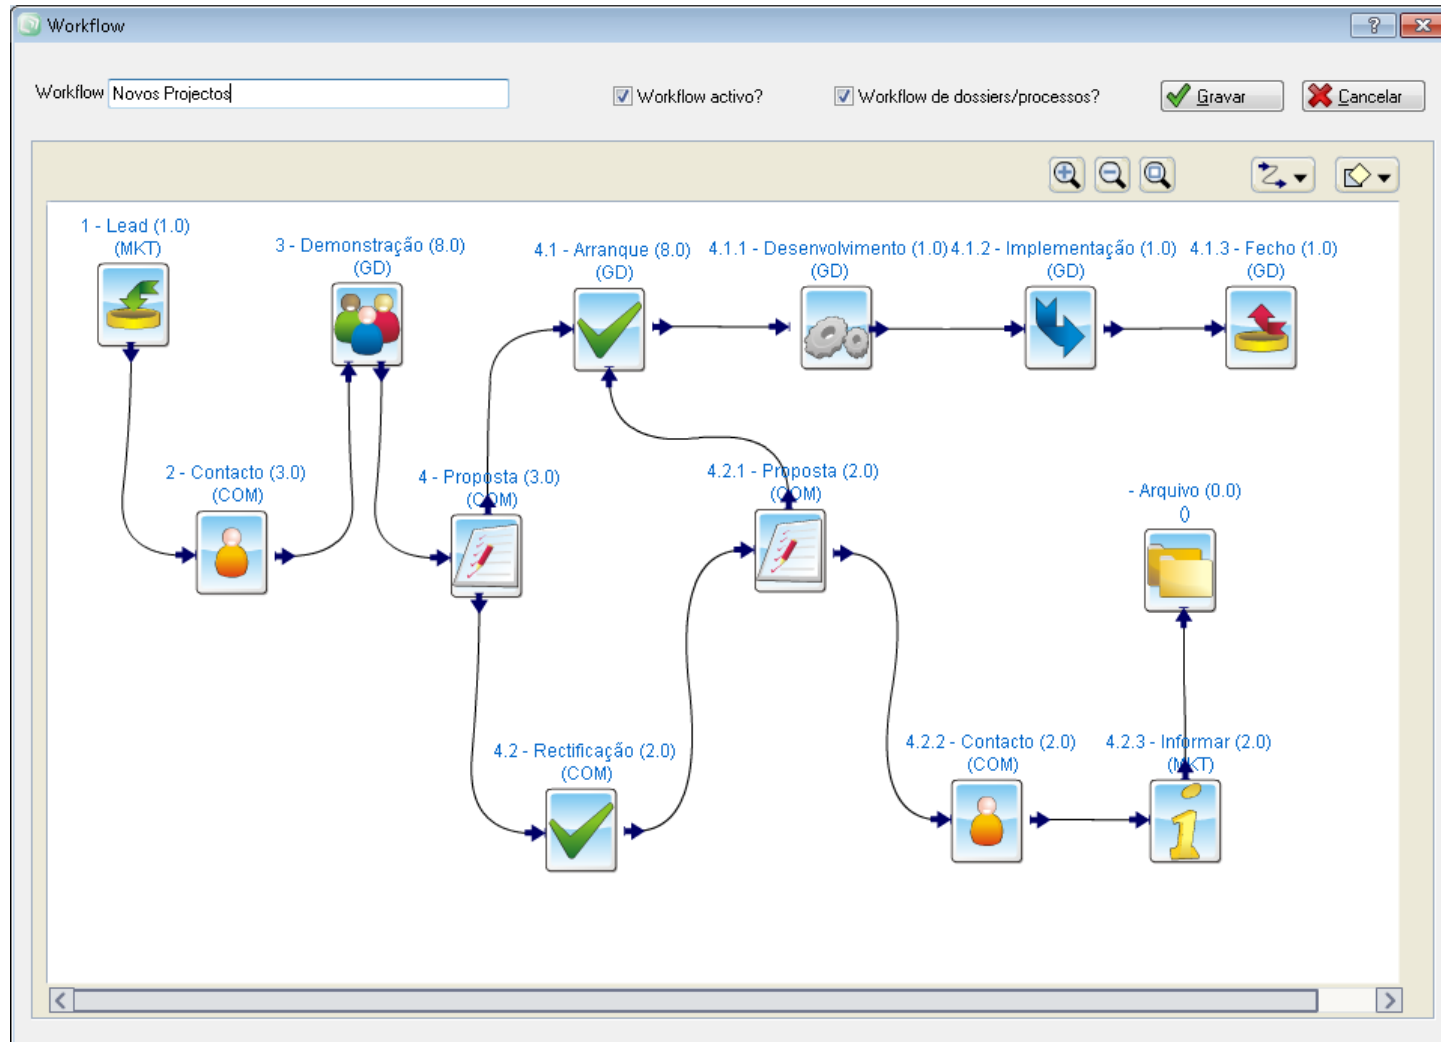 Workflow
Workflow Novos Projectos
Workflow activo?
Workflow de dossiers/processos?
Gravar
Cancelar
1 - Lead (1.0)
(MKT)
3 - Demonstração (8.0)
(GD)
4.1 - Arranque (8.0)
(GD)
4.1.1 - Desenvolvimento (1.0)
(GD)
4.1.2 - Implementação (1.0)
(GD)
4.1.3 - Fecho (1.0)
(GD)
2 - Contacto (3.0)
(COM)
4 - Proposta (3.0)
(COM)
4.2.1 - Proposta (2.0)
(COM)
- Arquivo (0.0)
()
4.2 - Rectificação (2.0)
(COM)
4.2.2 - Contacto (2.0)
(COM)
4.2.3 - Informar (2.0)
(MKT)